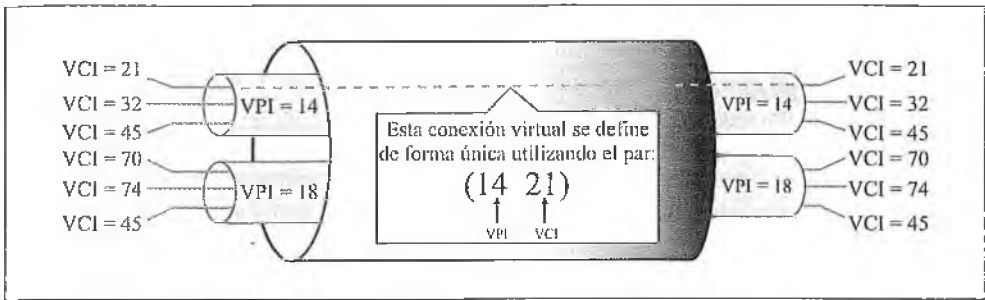 VCI = 21
VCI = 32
VCI = 45
VCI = 70
VCI = 74
VCI = 45
VPI = 14
VPI = 18
Esta conexión virtual se define
de forma única utilizando el par:
(14 21)
VPI VCI
VPI = 14
VPI = 18
VCI = 21
VCI = 32
VCI = 45
VCI = 70
VCI = 74
VCI = 45